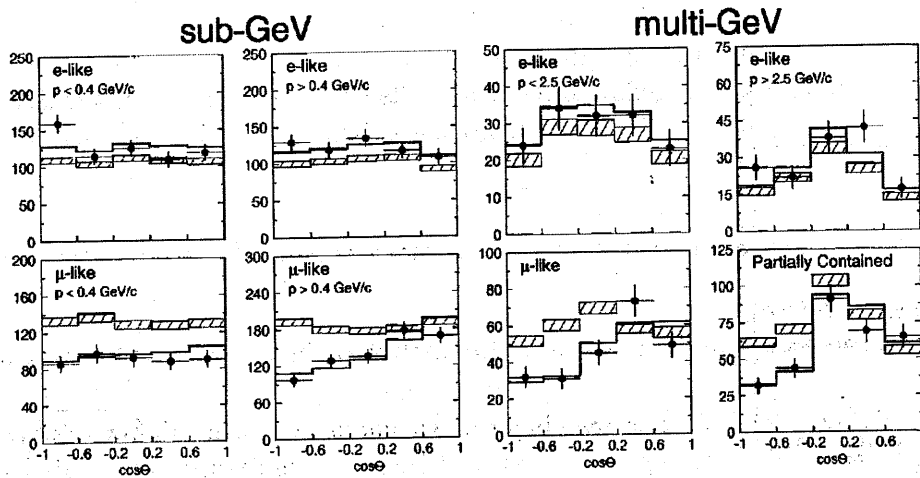 sub-GeV
multi-GeV
250
200
150
100
50
0
e-like
p < 0.4 GeV/c
250
200
150
100
50
0
e-like
p > 0.4 GeV/c
50
40
30
20
10
0
e-like
p < 2.5 GeV/c
75
60
45
30
15
0
e-like
p > 2.5 GeV/c
200
160
120
80
40
0
μ-like
p < 0.4 GeV/c
-1 -0.6 -0.2 0.2 0.6 1
cosΘ
300
240
180
120
60
0
μ-like
p > 0.4 GeV/c
-1 -0.6 -0.2 0.2 0.6 1
cosΘ
100
80
60
40
20
0
μ-like
-1 -0.6 -0.2 0.2 0.6 1
cosΘ
125
100
75
50
25
0
Partially Contained
-1 -0.6 -0.2 0.2 0.6 1
cosΘ